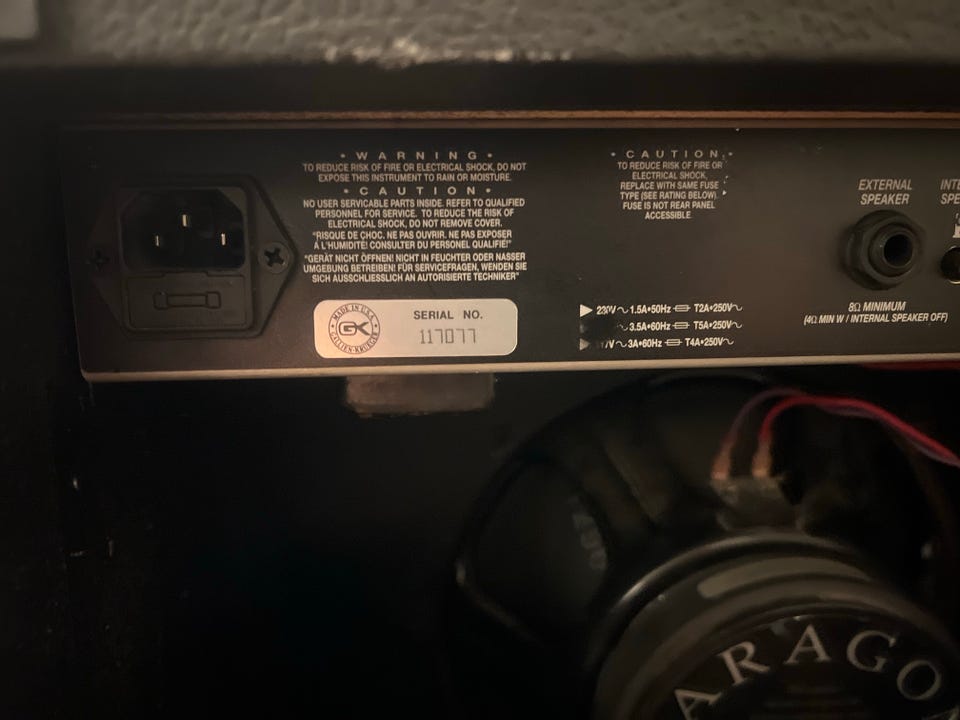 • WARNING •
TO REDUCE RISK OF FIRE OR ELECTRICAL SHOCK, DO NOT
EXPOSE THIS INSTRUMENT TO RAIN OR MOISTURE.
• CAUTION •
NO USER SERVICABLE PARTS INSIDE. REFER TO QUALIFIED
PERSONNEL FOR SERVICE. TO REDUCE THE RISK OF
ELECTRICAL SHOCK, DO NOT REMOVE COVER.
"RISQUE DE ÇHOC. NE PAS OUVRIR. NE PAS EXPOSER
À L'HUMIDITÉ! CONSULTER DU PERSONEL QUALIFIÉ!"
"GERÄT NICHT ÖFFNEN! NICHT IN FEUCHTER ODER NASSER
UMGEBUNG BETREIBEN! FÜR SERVICEFRAGEN, WENDEN SIE
SICH AUSSCHLIESSLICH AN AUTORISIERTE TECHNIKER"
MADE IN U.S.A.
GK
GALLIEN-KRUEGER
SERIAL NO.
117077
• CAUTION •
TO REDUCE RISK OF FIRE OR
ELECTRICAL SHOCK,
REPLACE WITH SAME FUSE
TYPE (SEE RATING BELOW).
FUSE IS NOT REAR PANEL
ACCESSIBLE.
230V~1.5A•50Hz T2A•250V~
~3.5A•60Hz T5A•250V~
~3A•60Hz T4A•250V~
EXTERNAL
SPEAKER
8Ω MINIMUM
(4Ω MIN W / INTERNAL SPEAKER OFF)